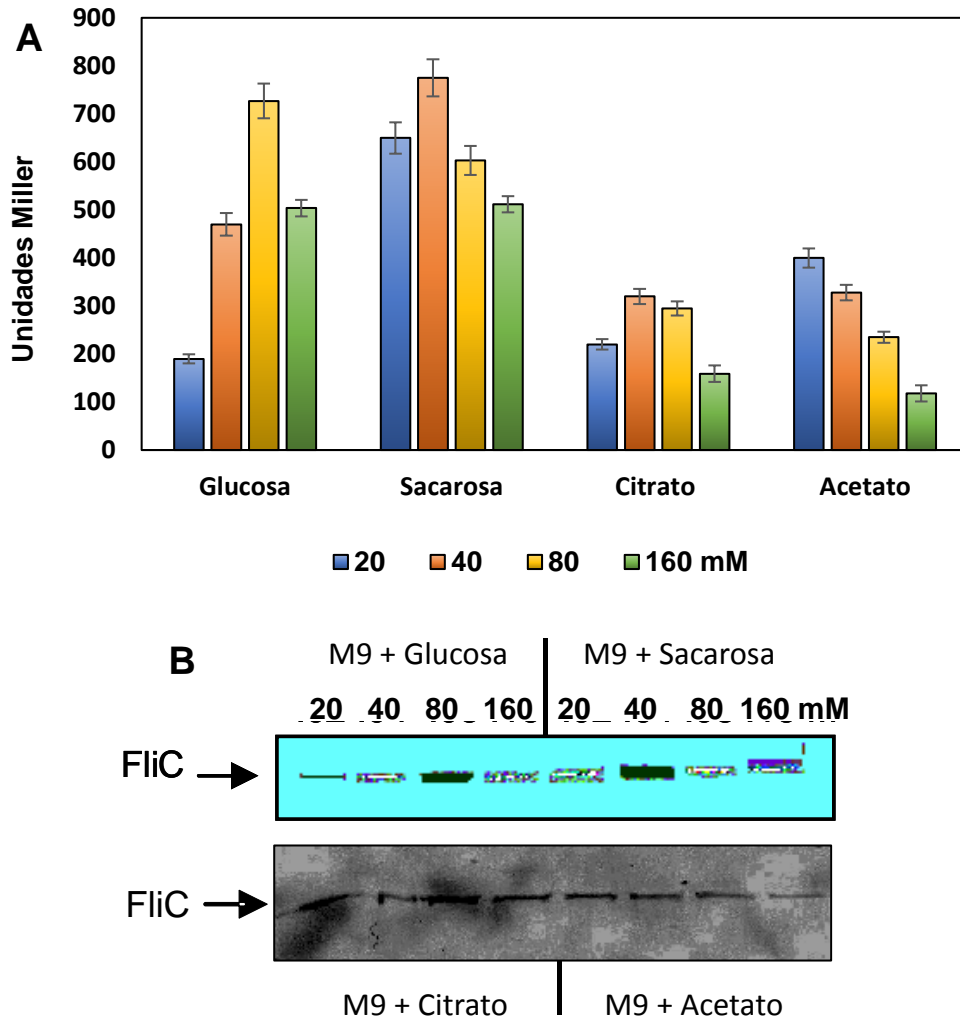 A
900
800
700
600
500
400
300
200
100
0
Unidades Miller
Glucosa Sacarosa Citrato Acetato
20 40 80 160 mM
B
M9 + Glucosa M9 + Sacarosa
20 40 80 160 20 40 80 160 mM
FliC
FliC
M9 + Citrato M9 + Acetato